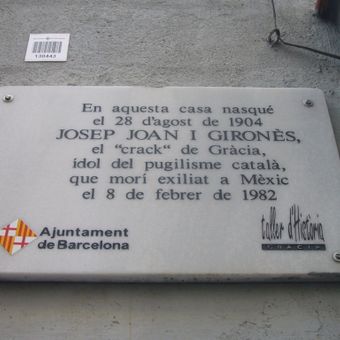 130443
En aquesta casa nasqué
el 28 d'agost de 1904
JOSEP JOAN I GIRONÈS,
el "crack" de Gràcia,
ídol del pugilisme català,
que morí exiliat a Mèxic
el 8 de febrer de 1982
Ajuntament
de Barcelona
taller d'Història
GRÀCIA